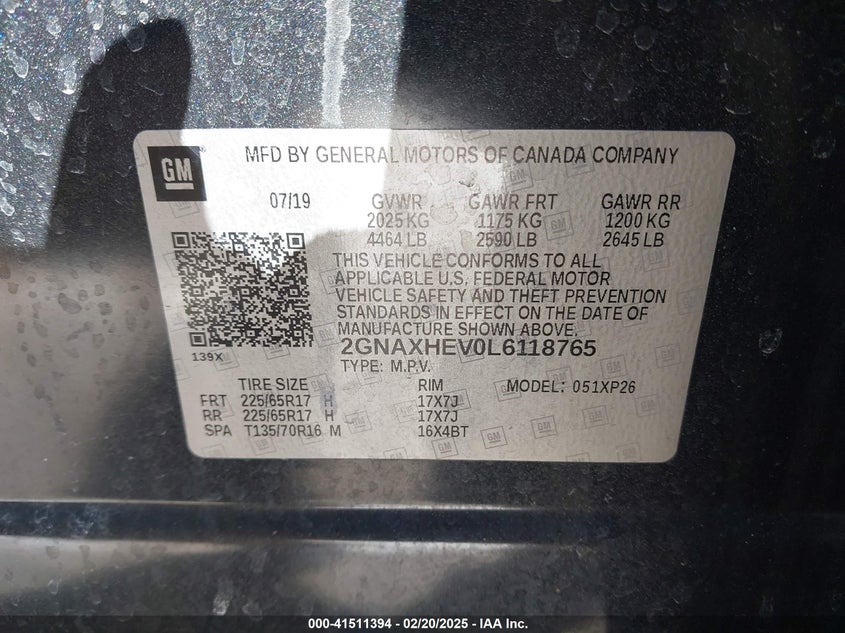 GM
MFD BY GENERAL MOTORS OF CANADA COMPANY
07/19 GVWR GAWR FRT GAWR RR
2025 KG 1175 KG 1200 KG
4464 LB 2590 LB 2645 LB
THIS VEHICLE CONFORMS TO ALL
APPLICABLE U.S. FEDERAL MOTOR
VEHICLE SAFETY AND THEFT PREVENTION
STANDARDS IN EFFECT ON THE DATE OF
MANUFACTURE SHOWN ABOVE.
139X
2GNAXHEV0L6118765
TYPE: M.P.V.
TIRE SIZE RIM MODEL: 051XP26
FRT 225/65R17 H 17X7J
RR 225/65R17 H 17X7J
SPA T135/70R16 M 16X4BT
000-41511394 - 02/20/2025 - IAA Inc.